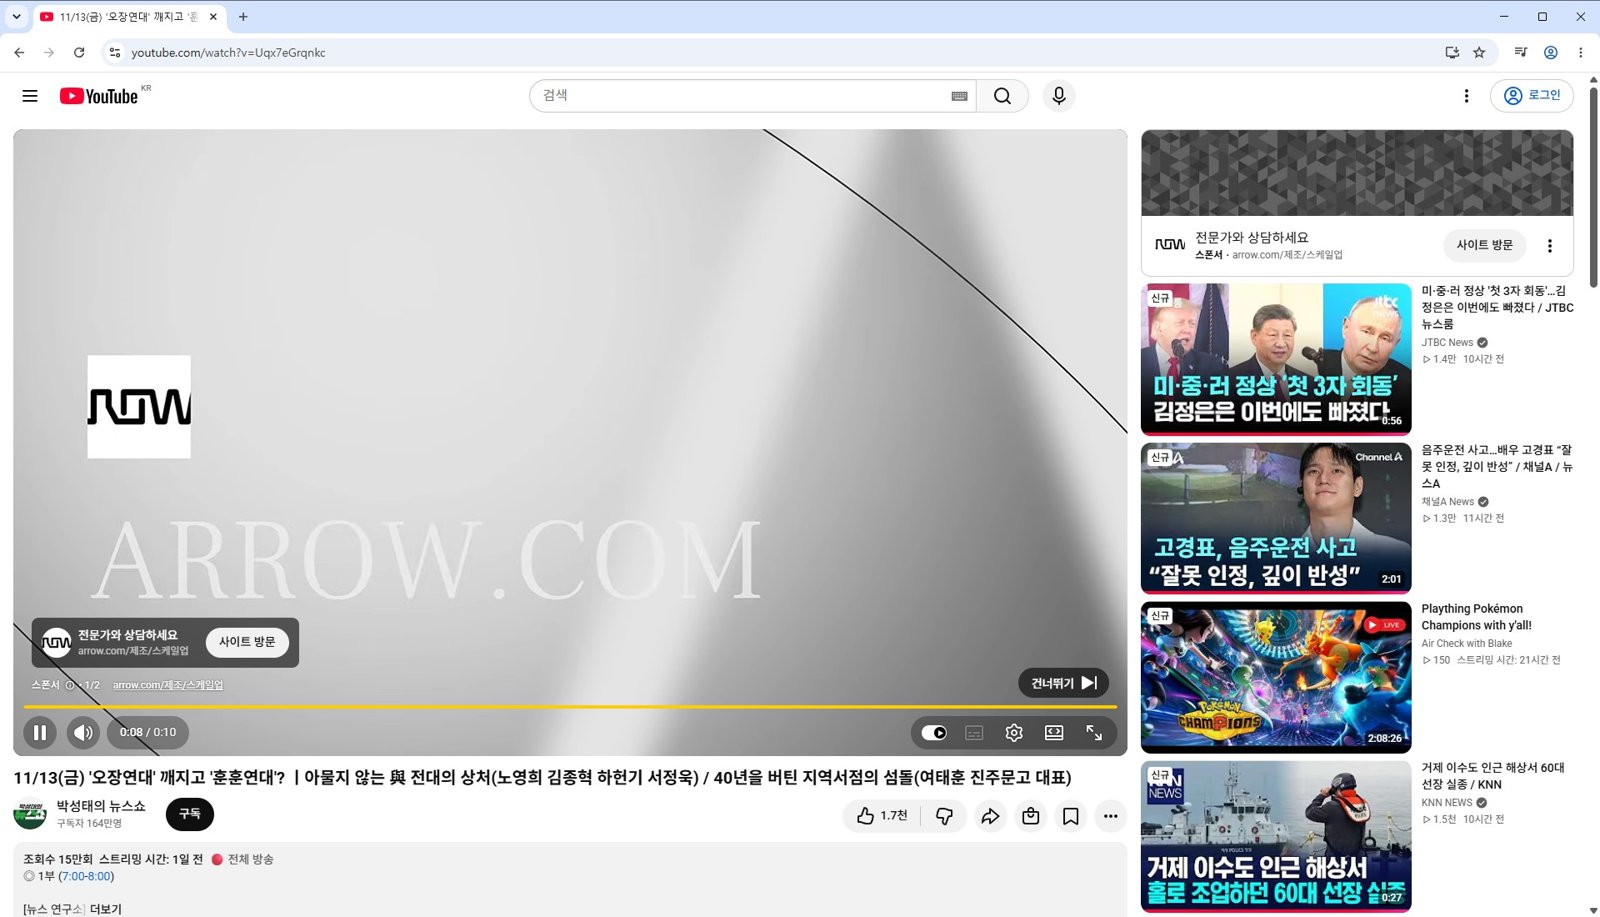 11/13(금) '오장연대' 깨지고 '훈
youtube.com/watch?v=Uqx7eGrqnkc
YouTube KR
검색
로그인
NOW
ARROW.COM
NOW
전문가와 상담하세요
arrow.com/제조/스케일업
사이트 방문
스폰서 · 1/2 arrow.com/제조/스케일업
건너뛰기
0:08 / 0:10
11/13(금) '오장연대' 깨지고 '훈훈연대'? ㅣ아물지 않는 與 전대의 상처(노영희 김종혁 하헌기 서정욱) / 40년을 버틴 지역서점의 섬돌(여태훈 진주문고 대표)
박성태의 뉴스쇼
구독자 164만명
구독
1.7천
조회수 15만회 스트리밍 시간: 1일 전 🔴 전체 방송
◎ 1부 (7:00-8:00)
[뉴스 연구소] 더보기
NOW
전문가와 상담하세요
스폰서 · arrow.com/제조/스케일업
사이트 방문
신규
jtbc
news
미·중·러 정상 '첫 3자 회동'
김정은은 이번에도 빠졌다
0:56
미·중·러 정상 '첫 3자 회동'...김
정은은 이번에도 빠졌다 / JTBC
뉴스룸
JTBC News
1.4만 10시간 전
신규
Channel A
고경표, 음주운전 사고
“잘못 인정, 깊이 반성”
2:01
음주운전 사고...배우 고경표 “잘
못 인정, 깊이 반성” / 채널A / 뉴
스A
채널A News
1.3만 11시간 전
신규
LIVE
POKÉMON
CHAMPIONS
2:08:26
Playthin​g Pokémon
Champions with y'all!
Air Check with Blake
150 스트리밍 시간: 21시간 전
신규
KNN
NEWS
거제 이수도 인근 해상서
홀로 조업하던 60대 선장 실종
0:27
거제 이수도 인근 해상서 60대
선장 실종 / KNN
KNN NEWS
1.5천 10시간 전